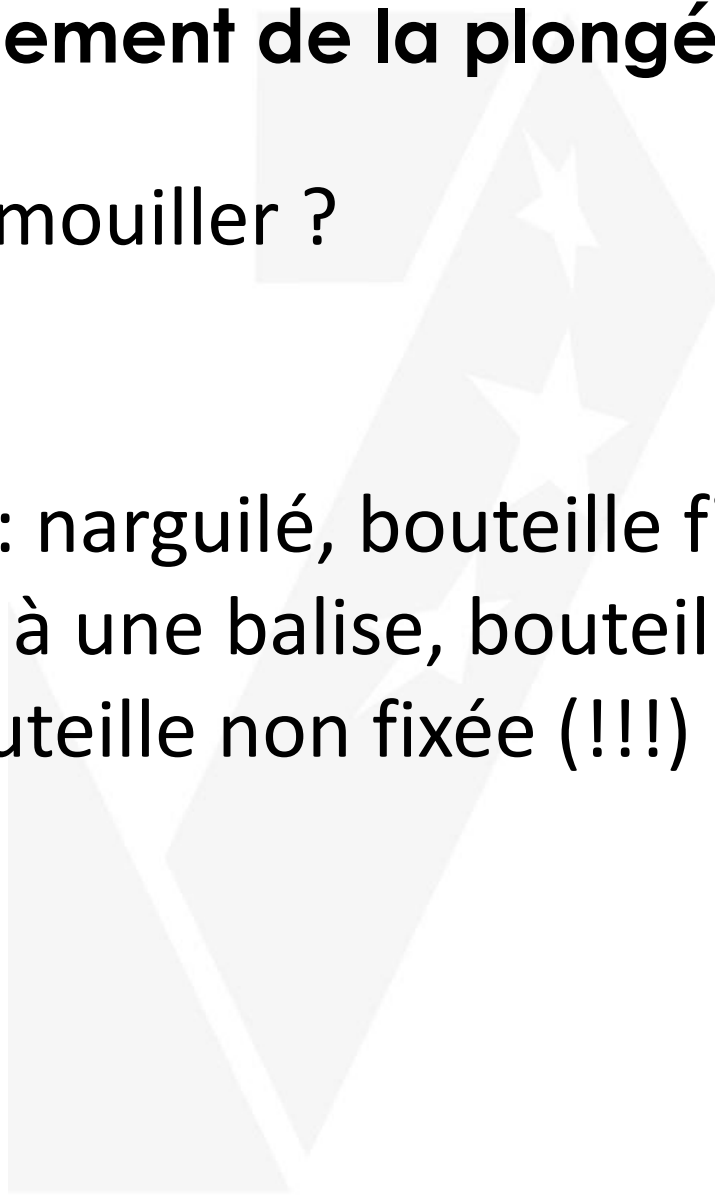 ement de la plongé
mouiller ?
: narguilé, bouteille f
à une balise, bouteil
uteille non fixée (!!!)